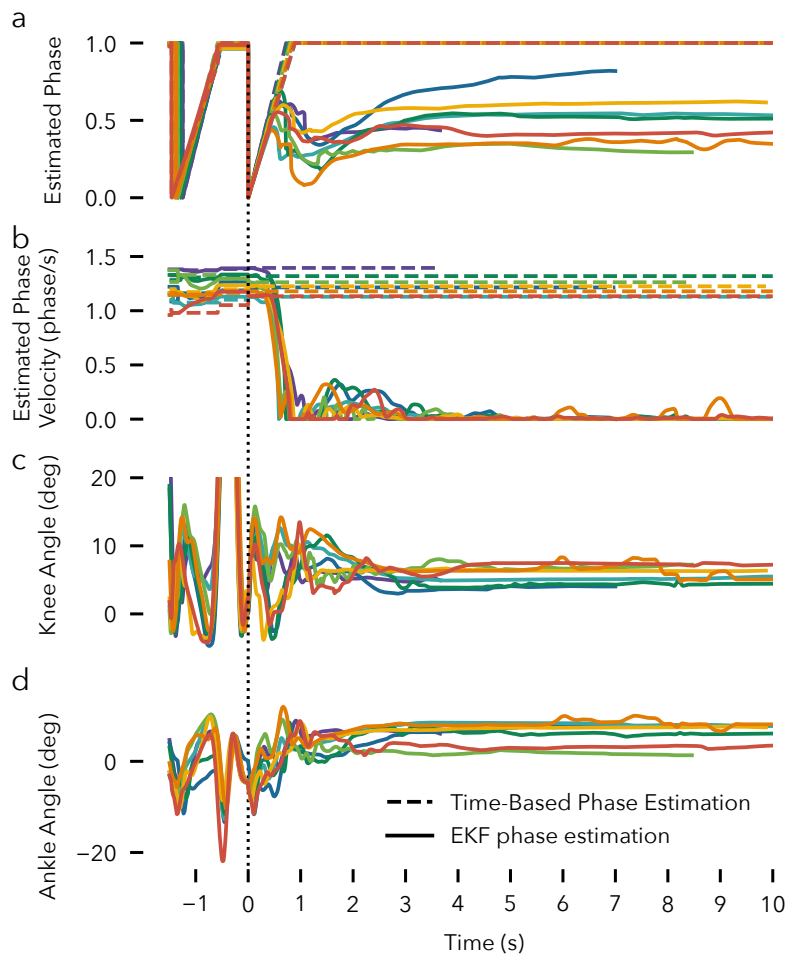 a
Estimated Phase
1.0
0.5
0.0
b
Estimated Phase
Velocity (phase/s)
1.5
1.0
0.5
0.0
c
Knee Angle (deg)
20
10
0
d
Ankle Angle (deg)
0
−20
Time-Based Phase Estimation
EKF phase estimation
−1 0 1 2 3 4 5 6 7 8 9 10
Time (s)